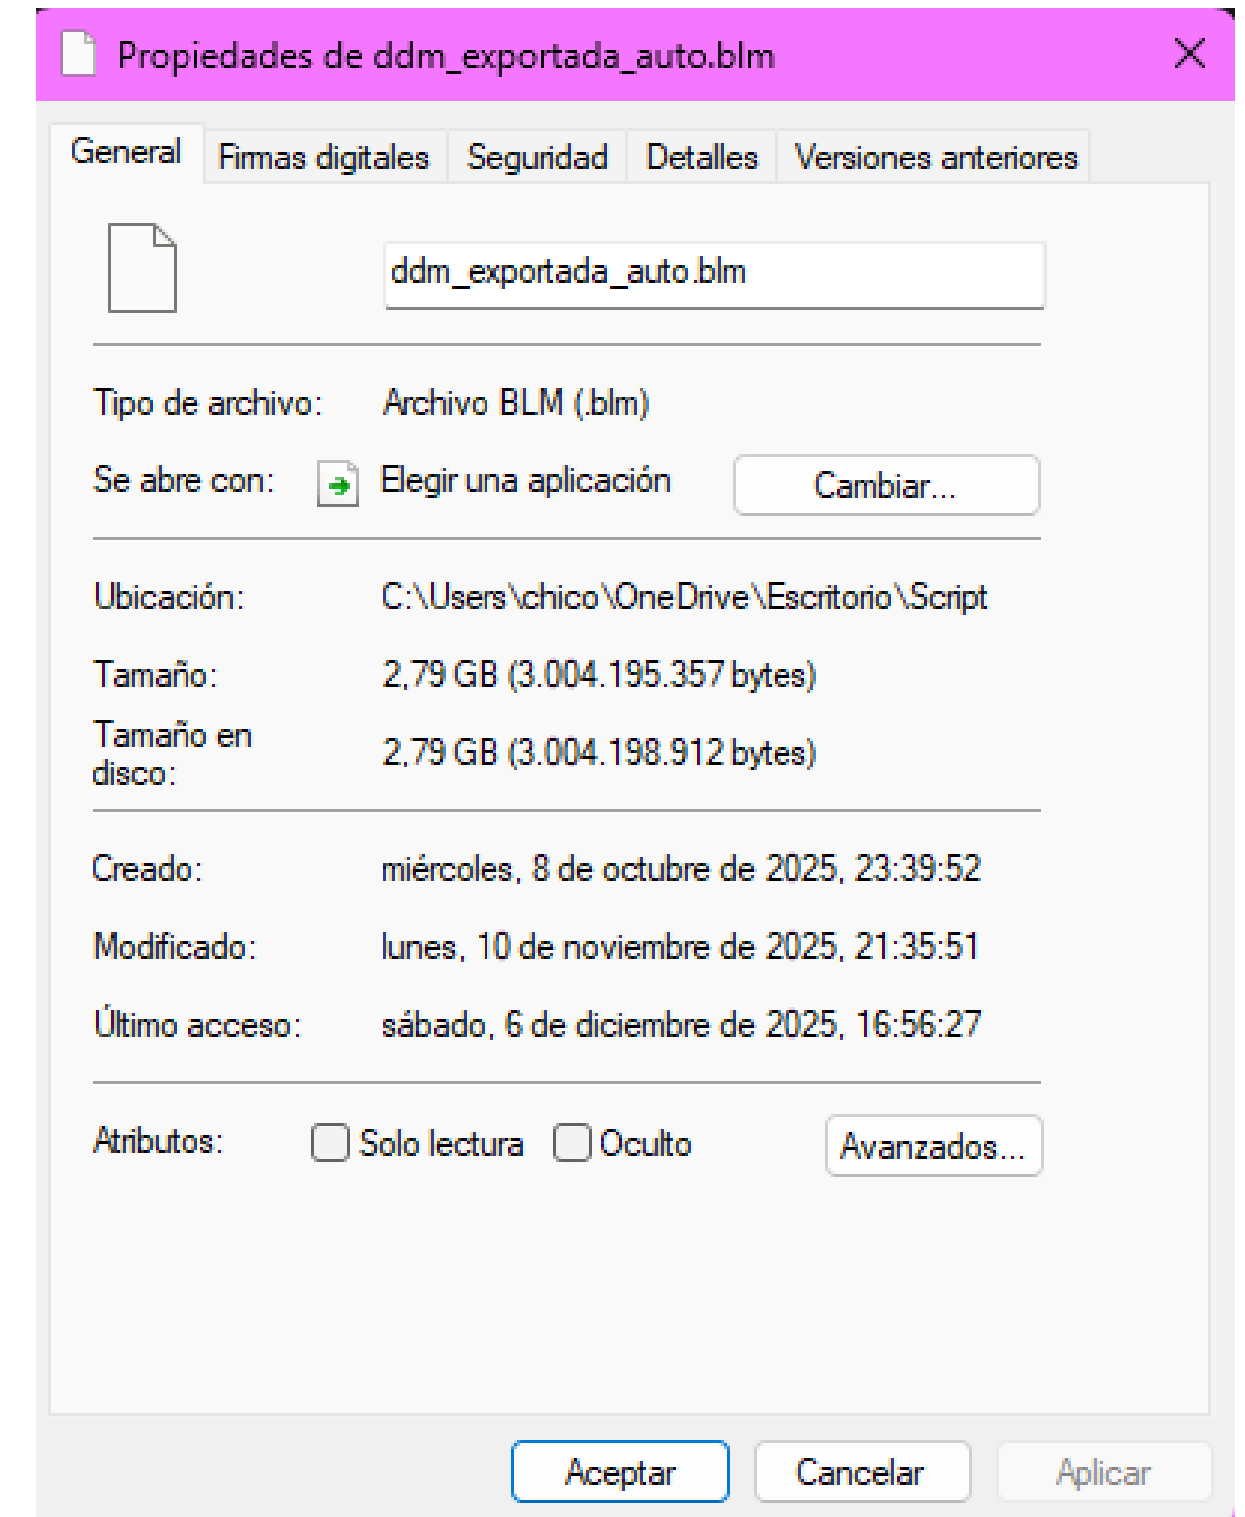 Propiedades de ddm_exportada_auto.blm
General Firmas digitales Seguridad Detalles Versiones anteriores
ddm_exportada_auto.blm
Tipo de archivo: Archivo BLM (.blm)
Se abre con: Elegir una aplicación Cambiar...
Ubicación: C:\Users\chico\OneDrive\Escritorio\Script
Tamaño: 2,79 GB (3.004.195.357 bytes)
Tamaño en
disco: 2,79 GB (3.004.198.912 bytes)
Creado: miércoles, 8 de octubre de 2025, 23:39:52
Modificado: lunes, 10 de noviembre de 2025, 21:35:51
Último acceso: sábado, 6 de diciembre de 2025, 16:56:27
Atributos: Solo lectura Oculto Avanzados...
Aceptar Cancelar Aplicar